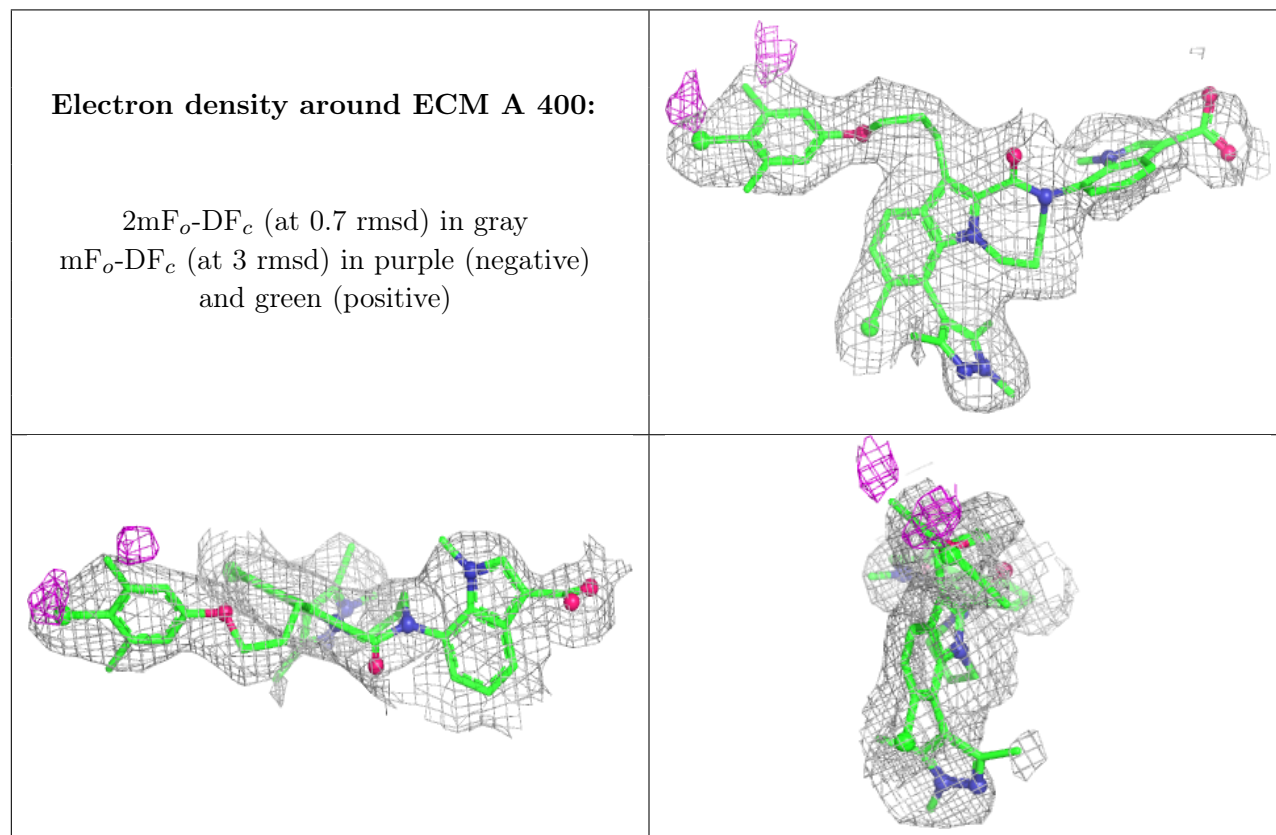 Electron density around ECM A 400:
2mFo-DFc (at 0.7 rmsd) in gray
mFo-DFc (at 3 rmsd) in purple (negative)
and green (positive)